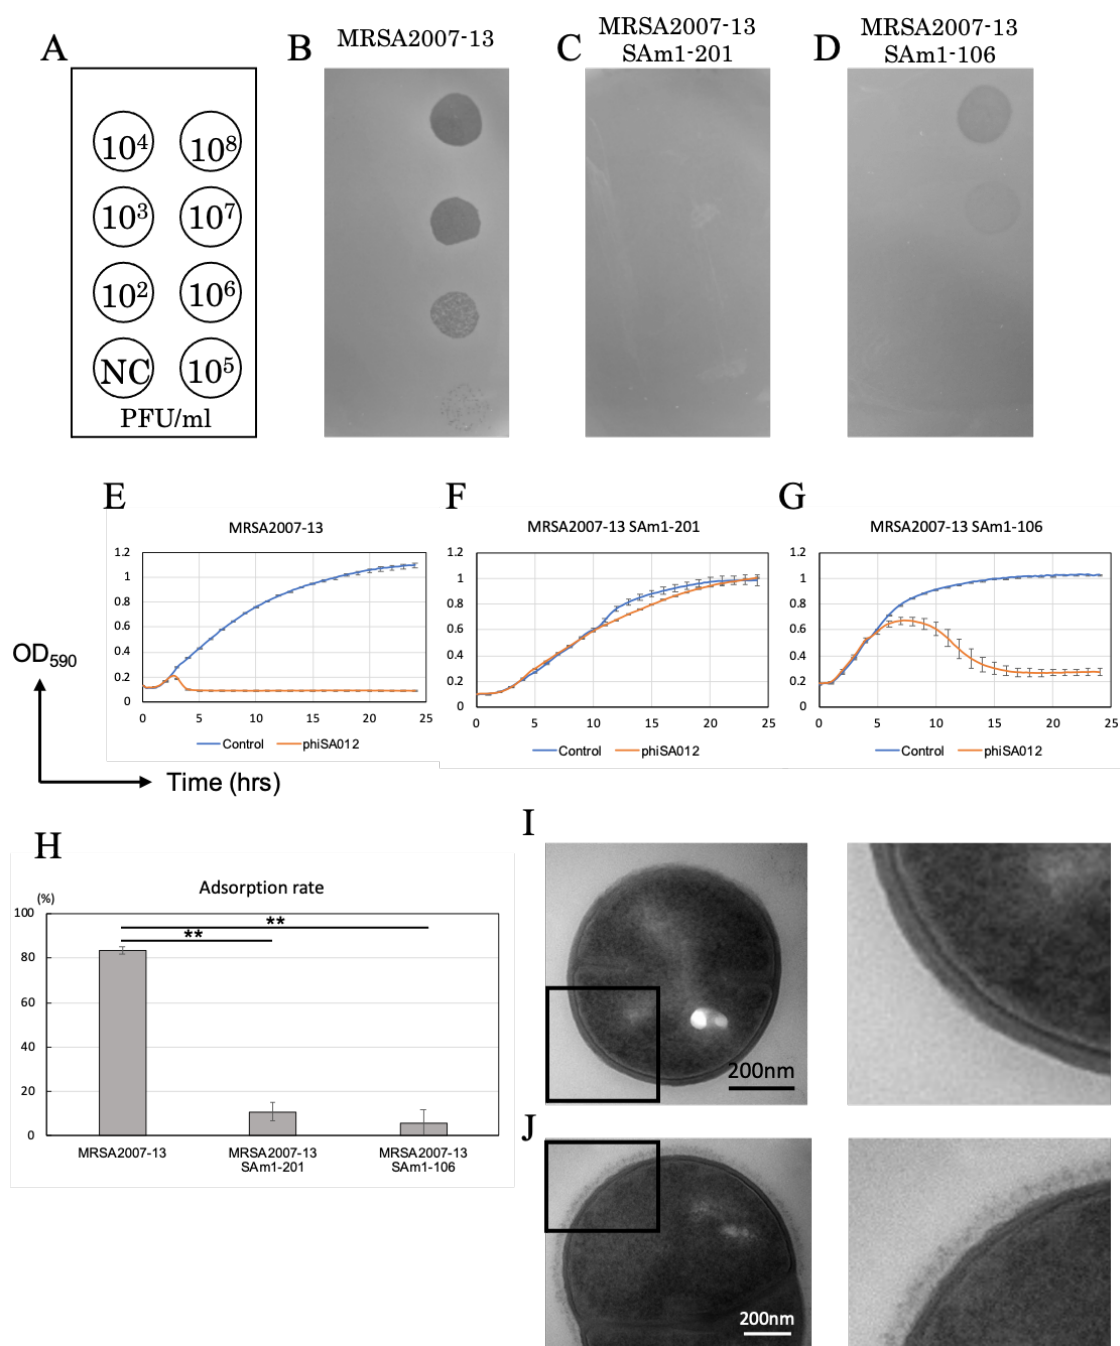 A
10⁴ 10⁸
10³ 10⁷
10² 10⁶
NC 10⁵
PFU/ml
B
MRSA2007-13
C
MRSA2007-13
SAm1-201
D
MRSA2007-13
SAm1-106
E
MRSA2007-13
1.2
1
0.8
0.6
0.4
0.2
0
0 5 10 15 20 25
Control phiSA012
F
MRSA2007-13 SAm1-201
1.2
1
0.8
0.6
0.4
0.2
0
0 5 10 15 20 25
Control phiSA012
G
MRSA2007-13 SAm1-106
1.2
1
0.8
0.6
0.4
0.2
0
0 5 10 15 20 25
Control phiSA012
OD₅₉₀
Time (hrs)
H
Adsorption rate
(%)
100
80
60
40
20
0
**
**
MRSA2007-13
MRSA2007-13
SAm1-201
MRSA2007-13
SAm1-106
I
200nm
J
200nm